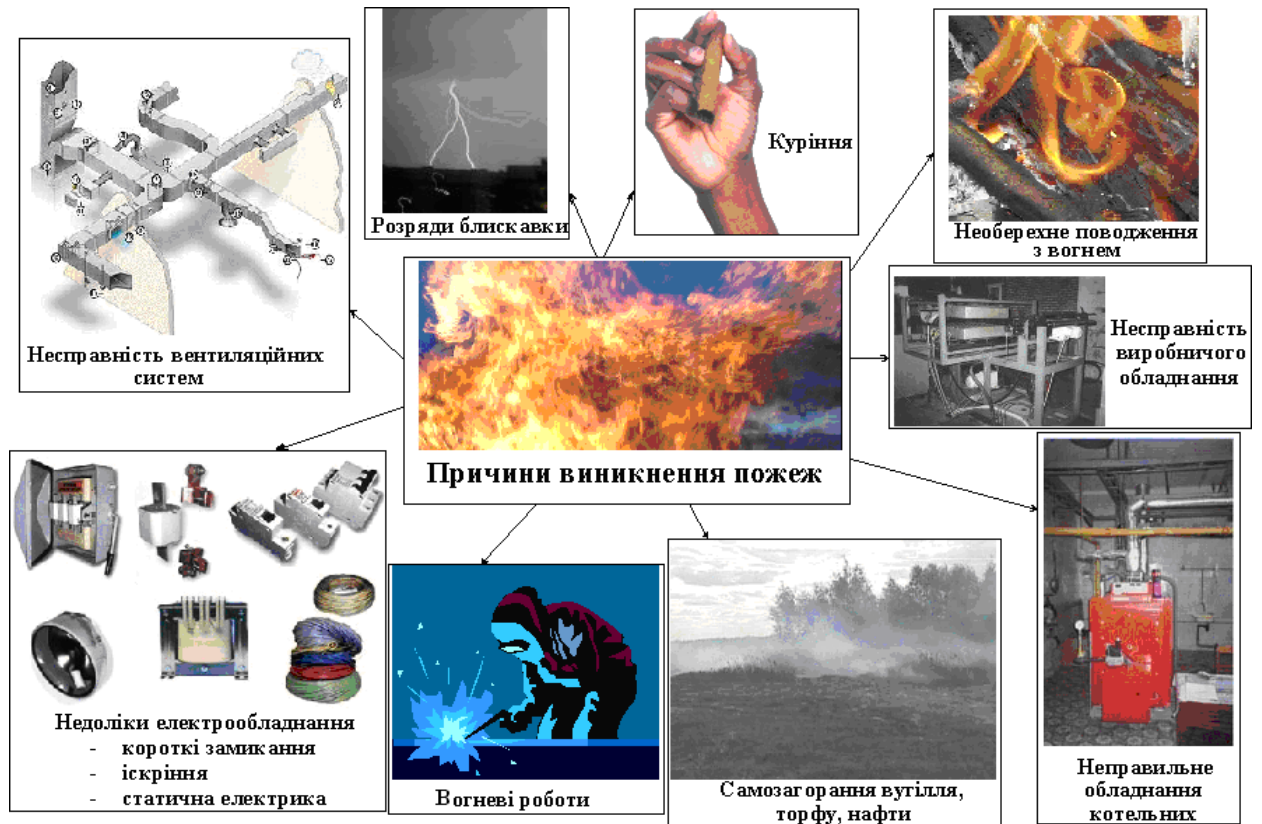 Розряди блискавки
Куріння
Необерехне поводження
з вогнем
Несправність вентиляційних
систем
Несправність
виробничого
обладнання
Причини виникнення пожеж
Недоліки електрообладнання
- короткі замикання
- іскріння
- статична електрика
Вогневі роботи
Самозагорання вугілля,
торфу, нафти
Неправильне
обладнання
котельних